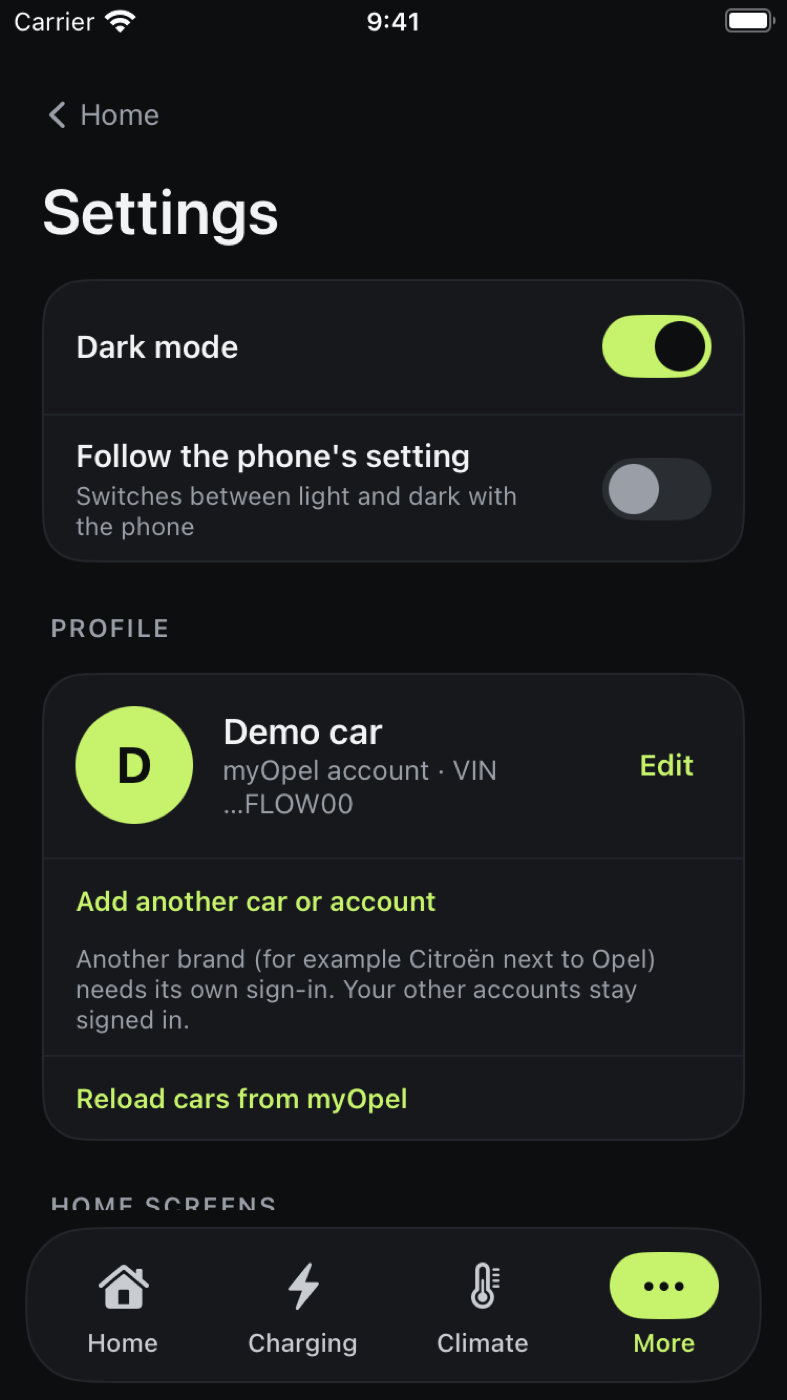 Carrier 9:41
Home
Settings
Dark mode
Follow the phone's setting
Switches between light and dark with
the phone
PROFILE
D
Demo car
myOpel account · VIN
...FLOW00
Edit
Add another car or account
Another brand (for example Citroën next to Opel)
needs its own sign-in. Your other accounts stay
signed in.
Reload cars from myOpel
HOME SCREENS
Home Charging Climate More